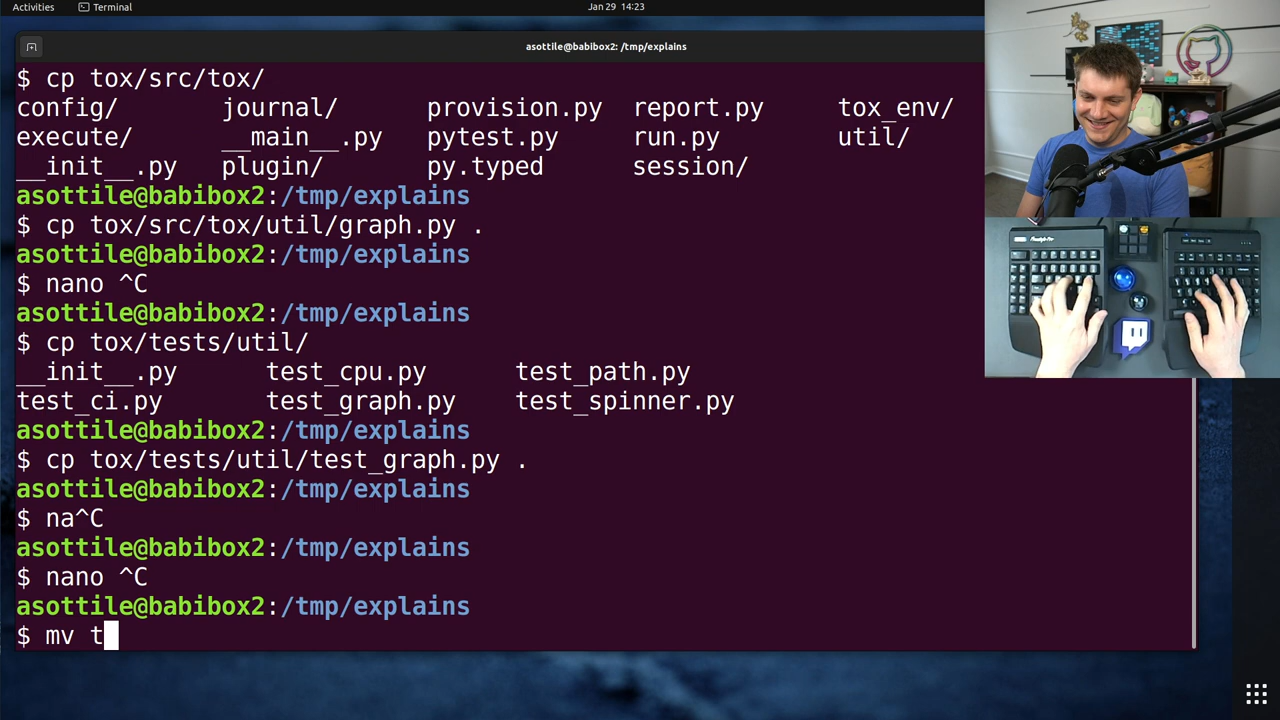 Activities Terminal Jan 29 14:23
asottile@babibox2: /tmp/explains
$ cp tox/src/tox/
config/ journal/ provision.py report.py tox_env/
execute/ __main__.py pytest.py run.py util/
__init__.py plugin/ py.typed session/
asottile@babibox2:/tmp/explains
$ cp tox/src/tox/util/graph.py .
asottile@babibox2:/tmp/explains
$ nano ^C
asottile@babibox2:/tmp/explains
$ cp tox/tests/util/
__init__.py test_cpu.py test_path.py
test_ci.py test_graph.py test_spinner.py
asottile@babibox2:/tmp/explains
$ cp tox/tests/util/test_graph.py .
asottile@babibox2:/tmp/explains
$ na^C
asottile@babibox2:/tmp/explains
$ nano ^C
asottile@babibox2:/tmp/explains
$ mv t